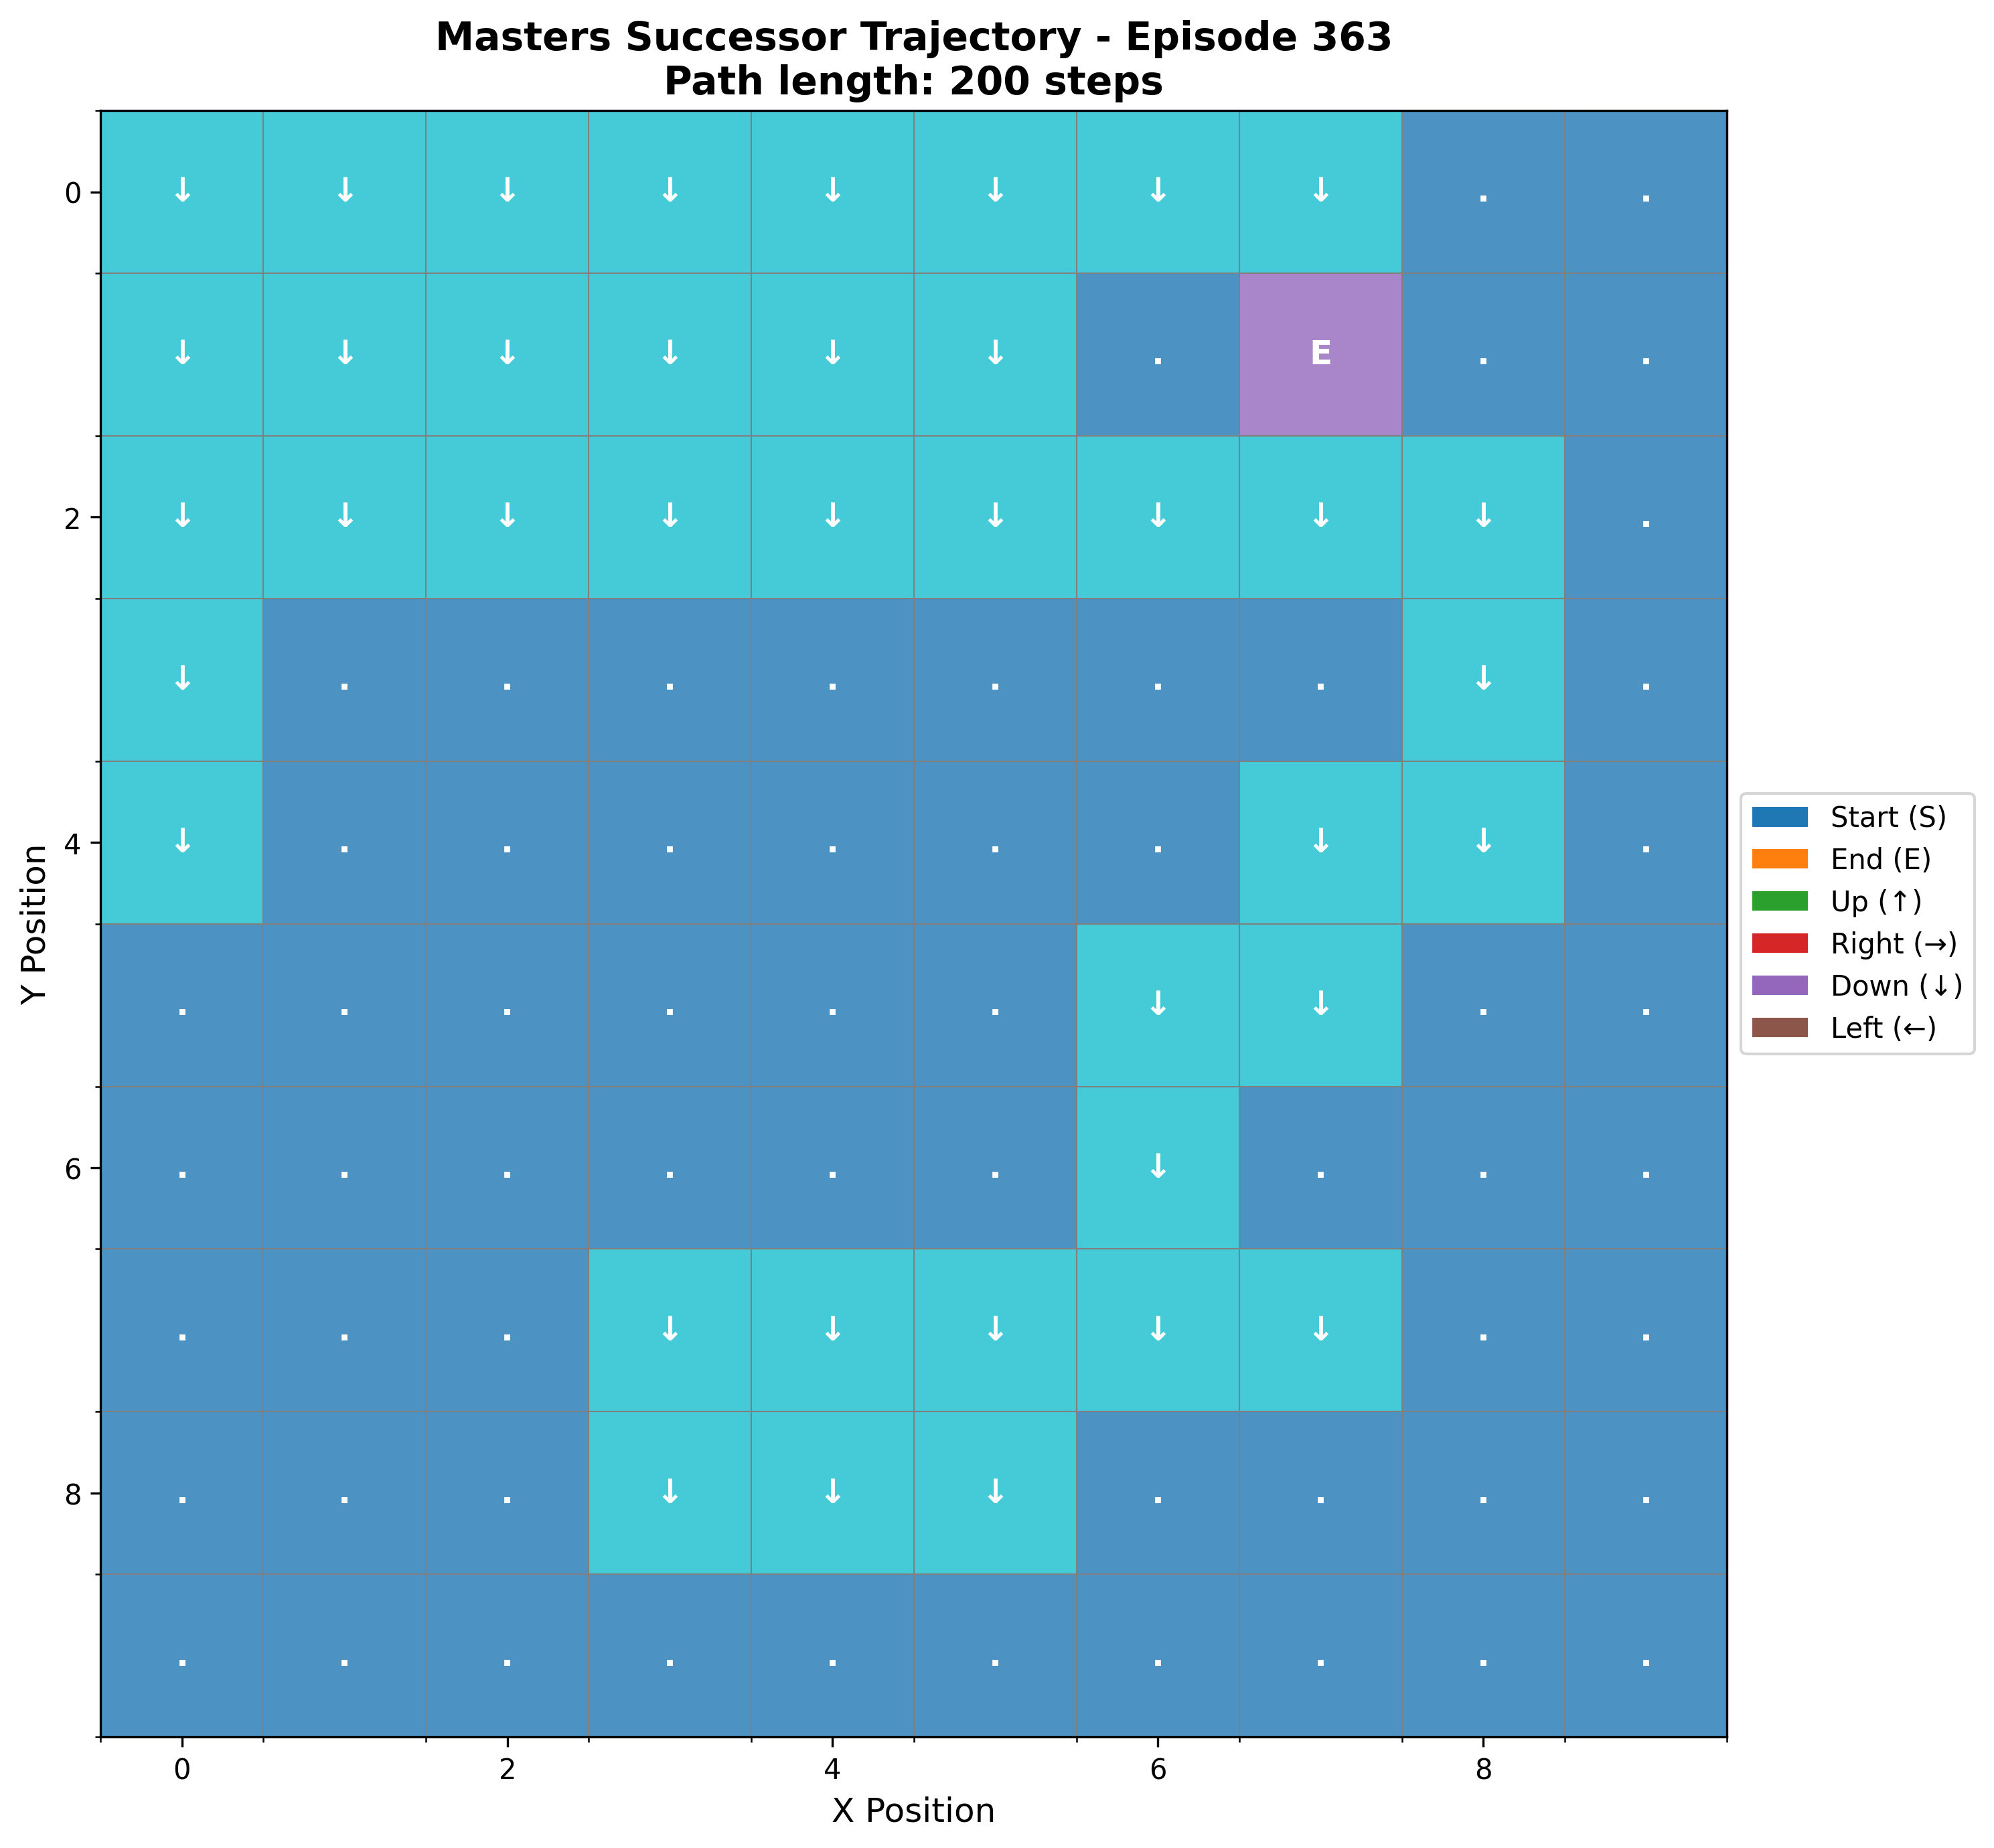 Masters Successor Trajectory - Episode 363
Path length: 200 steps
0 ↓ ↓ ↓ ↓ ↓ ↓ ↓ ↓ . .
↓ ↓ ↓ ↓ ↓ ↓ . E . .
2 ↓ ↓ ↓ ↓ ↓ ↓ ↓ ↓ ↓ .
↓ . . . . . . . ↓ .
4 ↓ . . . . . . ↓ ↓ .
. . . . . . ↓ ↓ . .
6 . . . . . . ↓ . . .
. . . ↓ ↓ ↓ ↓ ↓ . .
8 . . . ↓ ↓ ↓ . . . .
. . . . . . . . . .
0 2 4 6 8
X Position
Y Position
Start (S)
End (E)
Up (↑)
Right (→)
Down (↓)
Left (←)